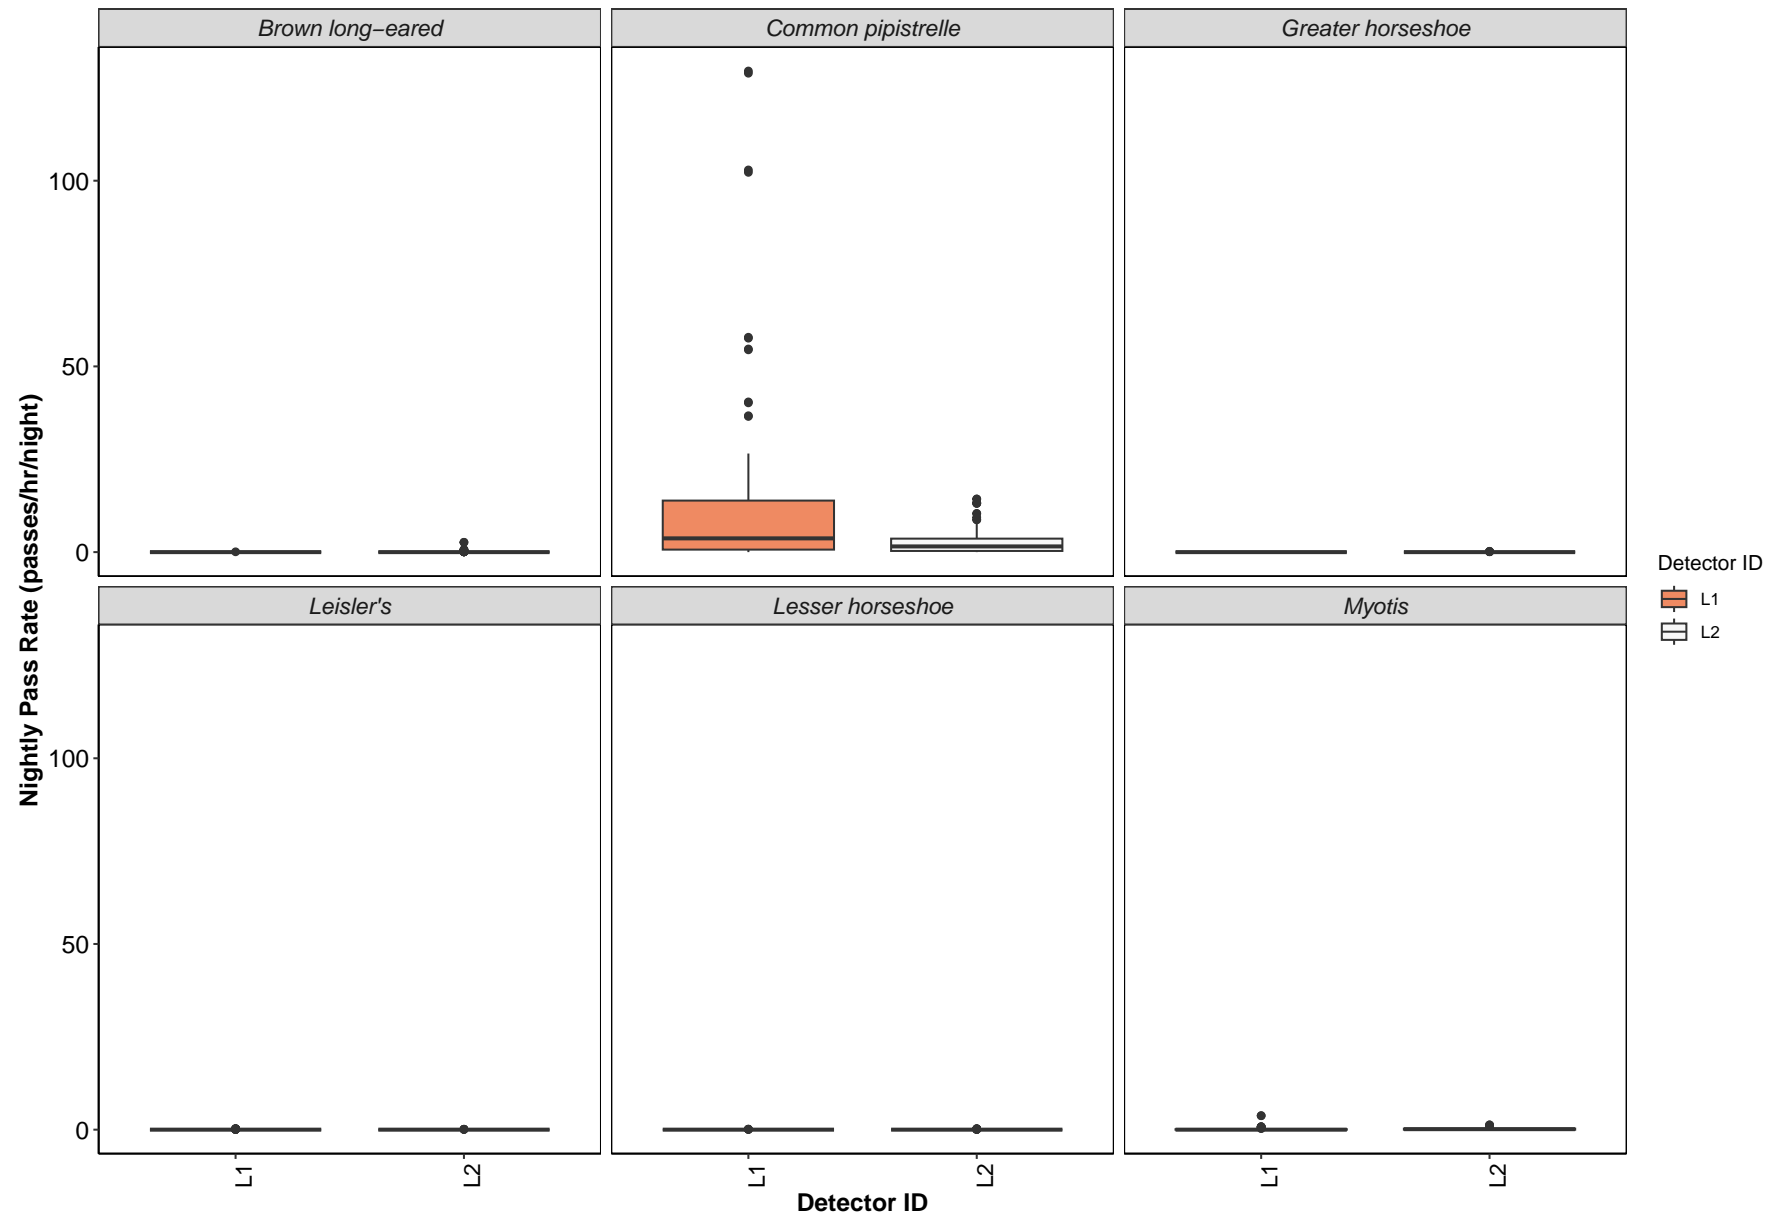 Brown long−eared
Common pipistrelle
Greater horseshoe
100
50
0
Leisler's
Lesser horseshoe
Myotis
100
50
0
L1
L2
L1
L2
L1
L2
Detector ID
Nightly Pass Rate (passes/hr/night)
Detector ID
L1
L2